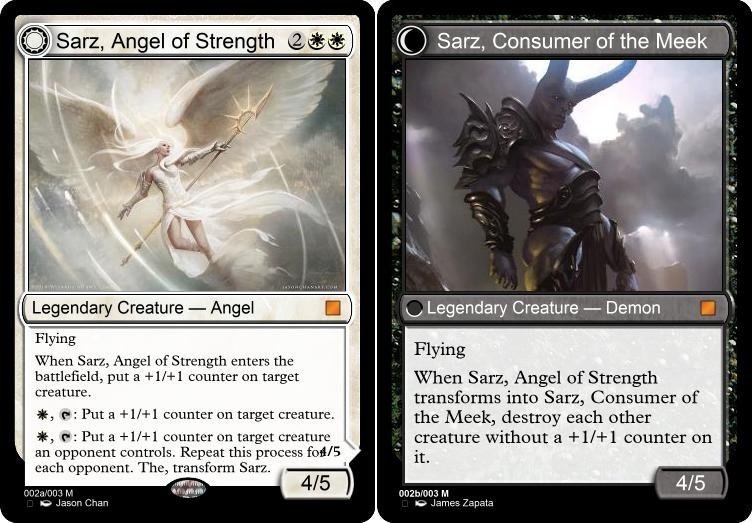 Sarz, Angel of Strength 2
JASONCHANART.COM
Legendary Creature — Angel
Flying
When Sarz, Angel of Strength enters the
battlefield, put a +1/+1 counter on target
creature.
, : Put a +1/+1 counter on target creature.
, : Put a +1/+1 counter on target creature
an opponent controls. Repeat this process for
each opponent. The, transform Sarz.
4/5
4/5
002a/003 M
Jason Chan
Sarz, Consumer of the Meek
Legendary Creature — Demon
Flying
When Sarz, Angel of Strength
transforms into Sarz, Consumer of
the Meek, destroy each other
creature without a +1/+1 counter on
it.
4/5
002b/003 M
James Zapata